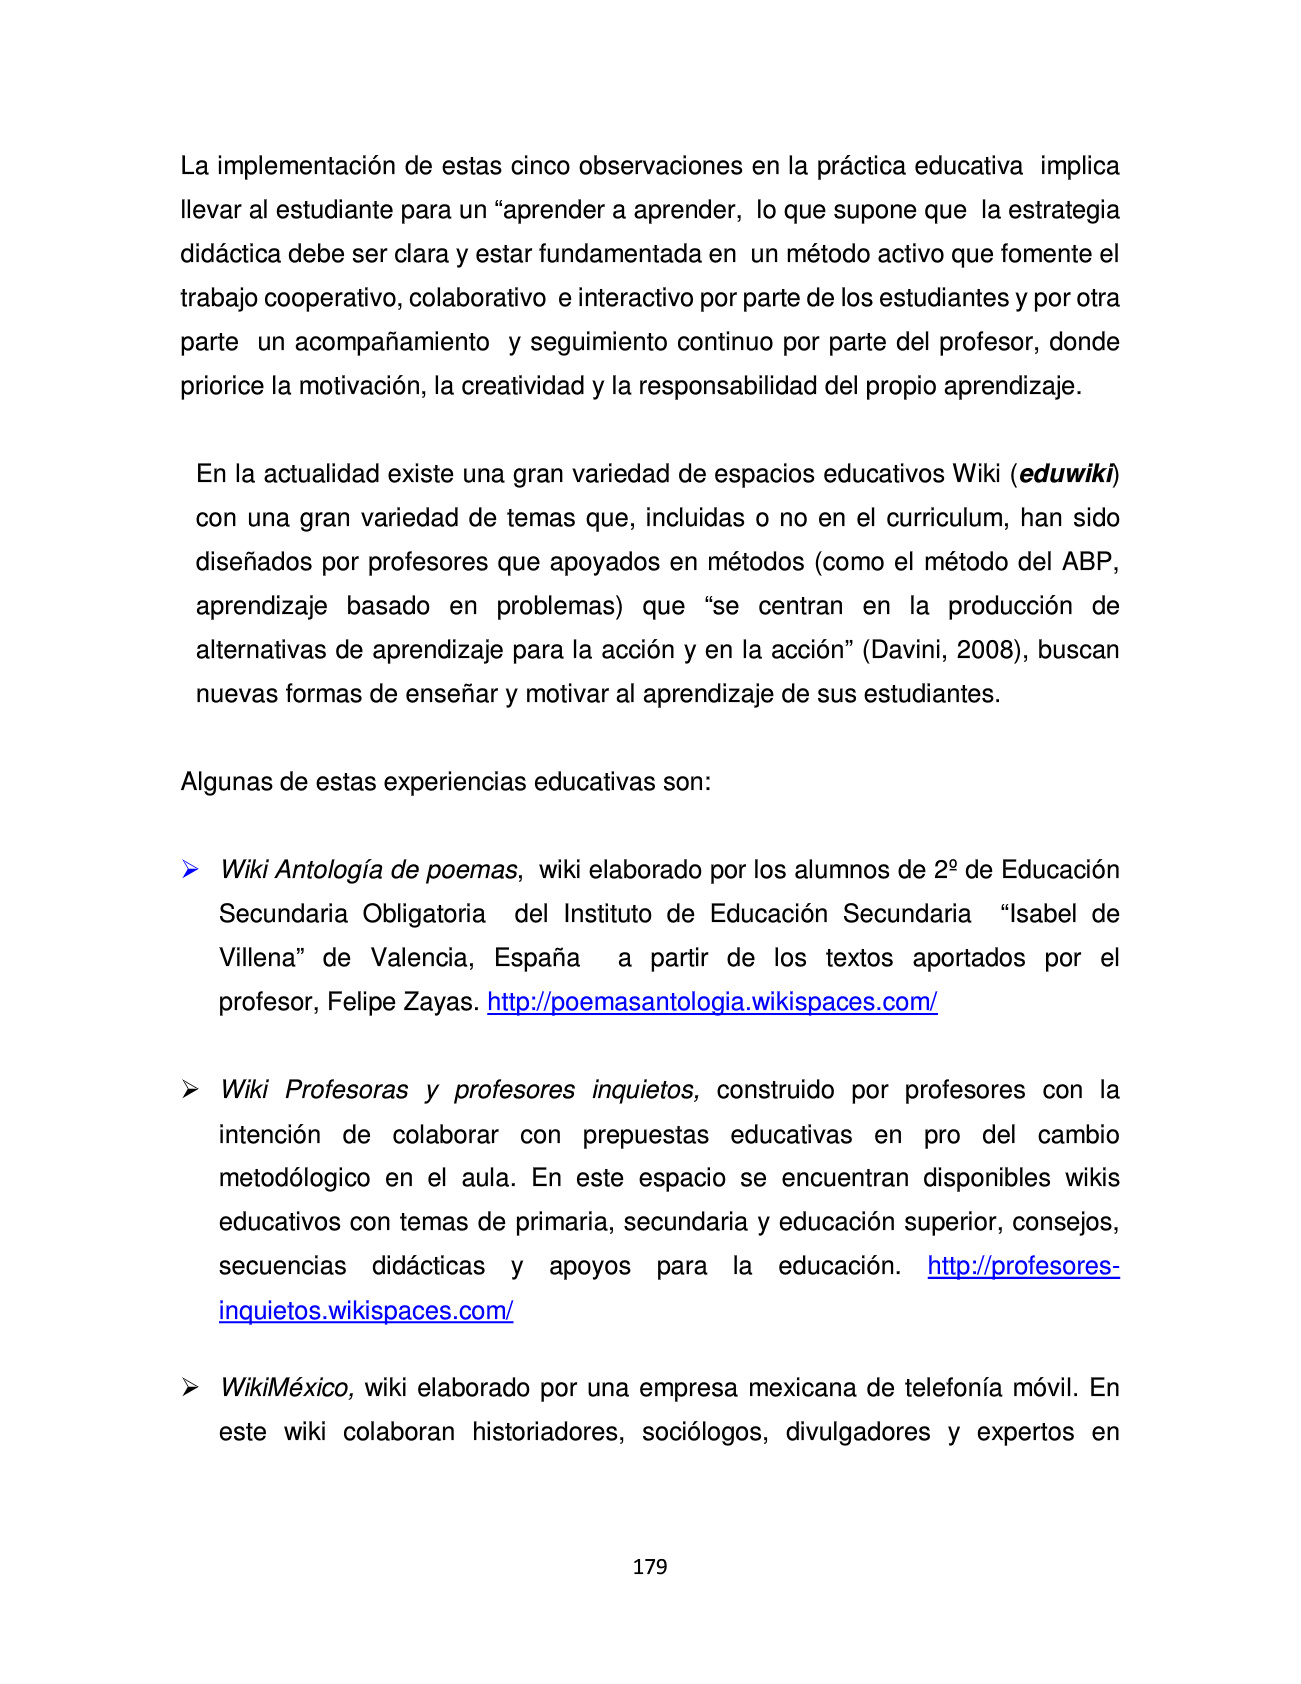 La implementación de estas cinco observaciones en la práctica educativa  implica
llevar al estudiante para un “aprender a aprender,  lo que supone que  la estrategia
didáctica debe ser clara y estar fundamentada en  un método activo que fomente el
trabajo cooperativo, colaborativo  e interactivo por parte de los estudiantes y por otra
parte  un acompañamiento  y seguimiento continuo por parte del profesor, donde
priorice la motivación, la creatividad y la responsabilidad del propio aprendizaje.
En la actualidad existe una gran variedad de espacios educativos Wiki (eduwiki)
con una gran variedad de temas que, incluidas o no en el curriculum, han sido
diseñados por profesores que apoyados en métodos (como el método del ABP,
aprendizaje basado en problemas) que “se centran en la producción de
alternativas de aprendizaje para la acción y en la acción” (Davini, 2008), buscan
nuevas formas de enseñar y motivar al aprendizaje de sus estudiantes.
Algunas de estas experiencias educativas son:
➢ Wiki Antología de poemas,  wiki elaborado por los alumnos de 2º de Educación
Secundaria Obligatoria  del Instituto de Educación Secundaria  “Isabel de
Villena” de Valencia, España  a partir de los textos aportados por el
profesor, Felipe Zayas. http://poemasantologia.wikispaces.com/
➢ Wiki Profesoras y profesores inquietos, construido por profesores con la
intención de colaborar con prepuestas educativas en pro del cambio
metodólogico en el aula. En este espacio se encuentran disponibles wikis
educativos con temas de primaria, secundaria y educación superior, consejos,
secuencias didácticas y apoyos para la educación. http://profesores-
inquietos.wikispaces.com/
➢ WikiMéxico, wiki elaborado por una empresa mexicana de telefonía móvil. En
este wiki colaboran historiadores, sociólogos, divulgadores y expertos en
179